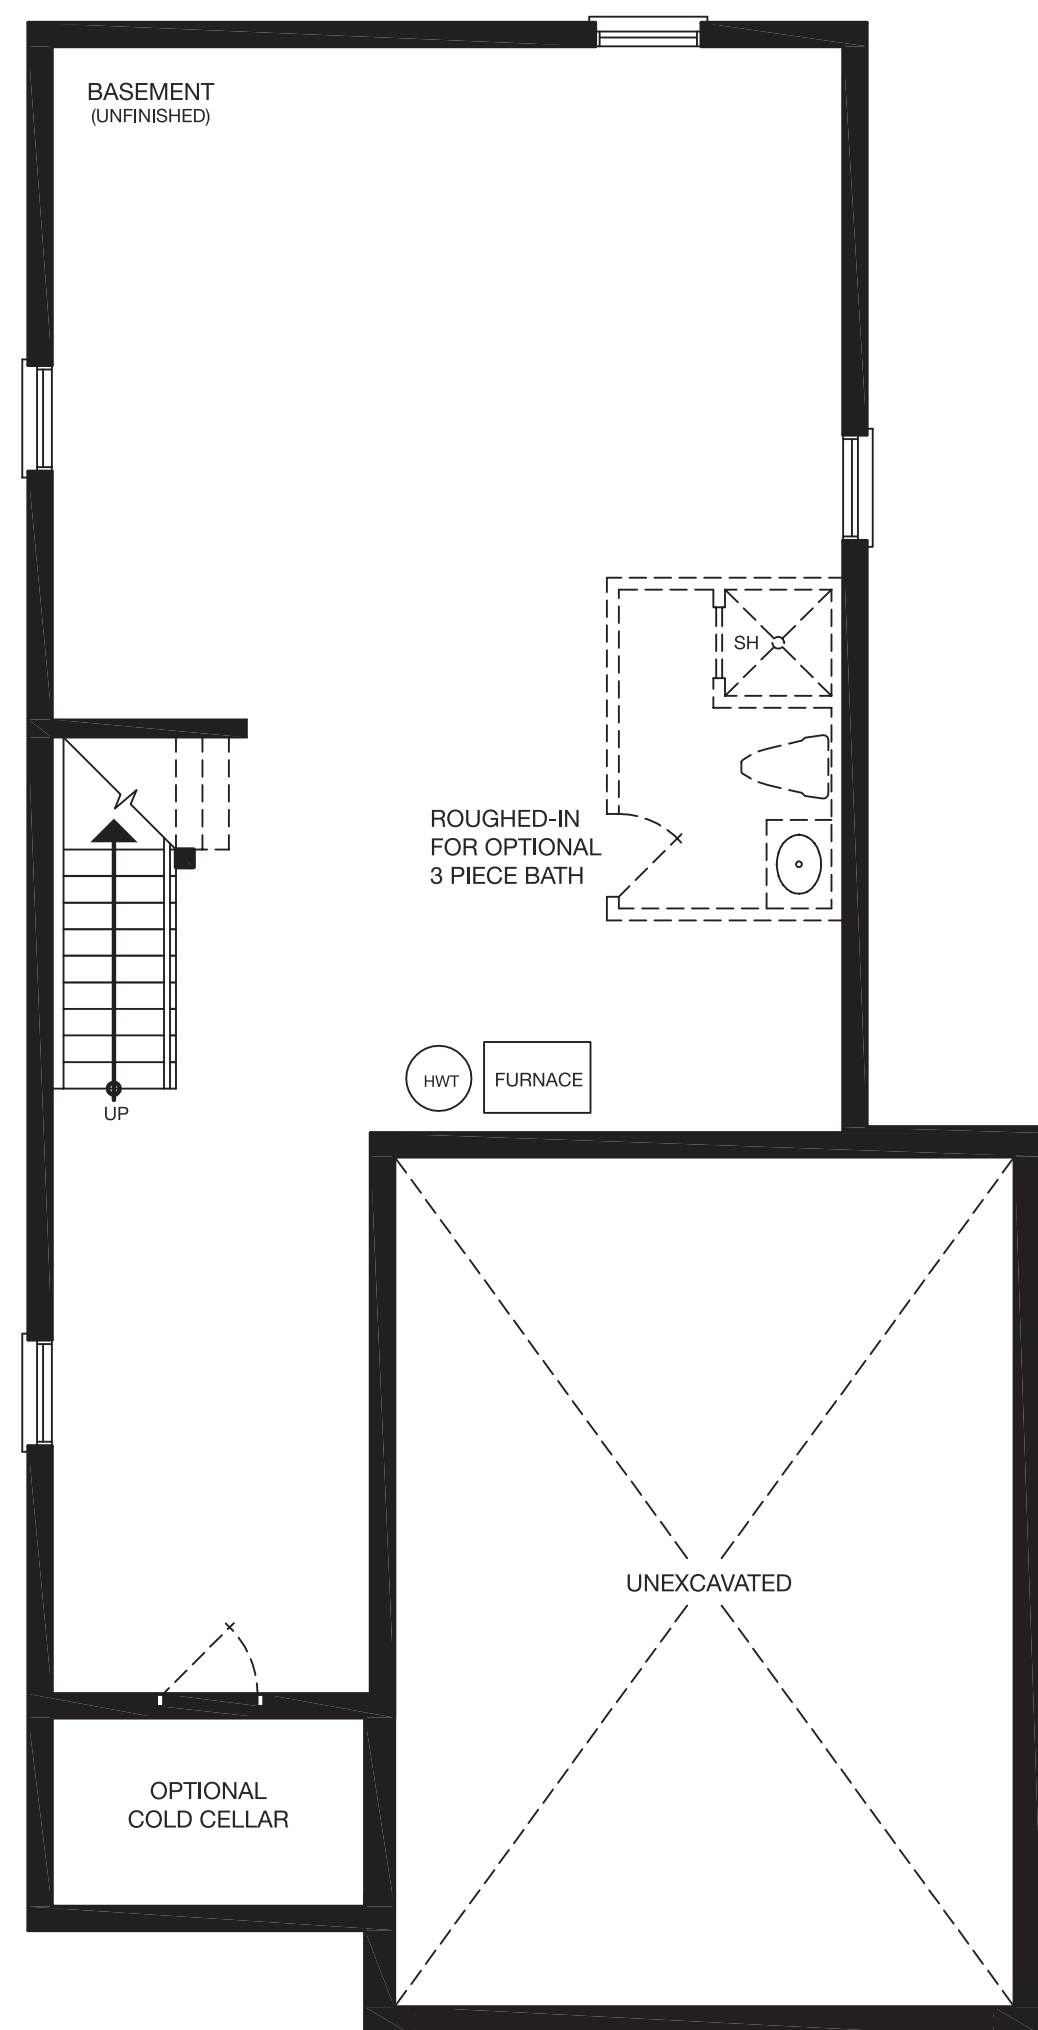 BASEMENT
(UNFINISHED)
SH
ROUGHED-IN
FOR OPTIONAL
3 PIECE BATH
HWT
FURNACE
UP
UNEXCAVATED
OPTIONAL
COLD CELLAR